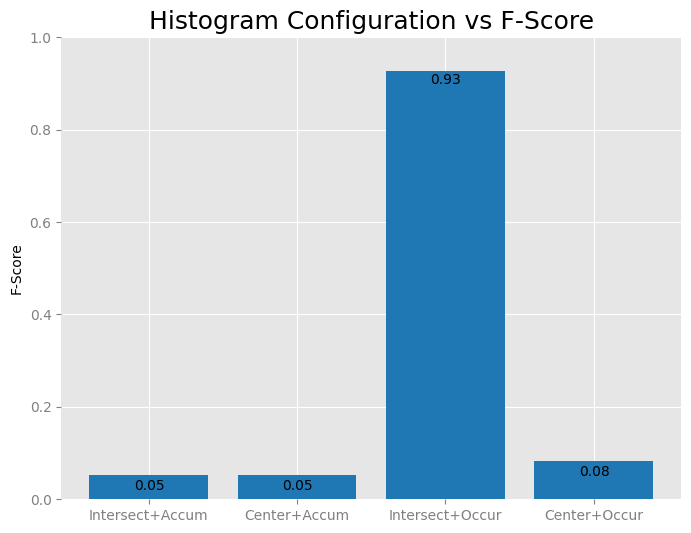 Histogram Configuration vs F-Score
1.0
0.8
0.6
0.4
0.2
0.0
F-Score
0.05
0.05
0.93
0.08
Intersect+Accum
Center+Accum
Intersect+Occur
Center+Occur